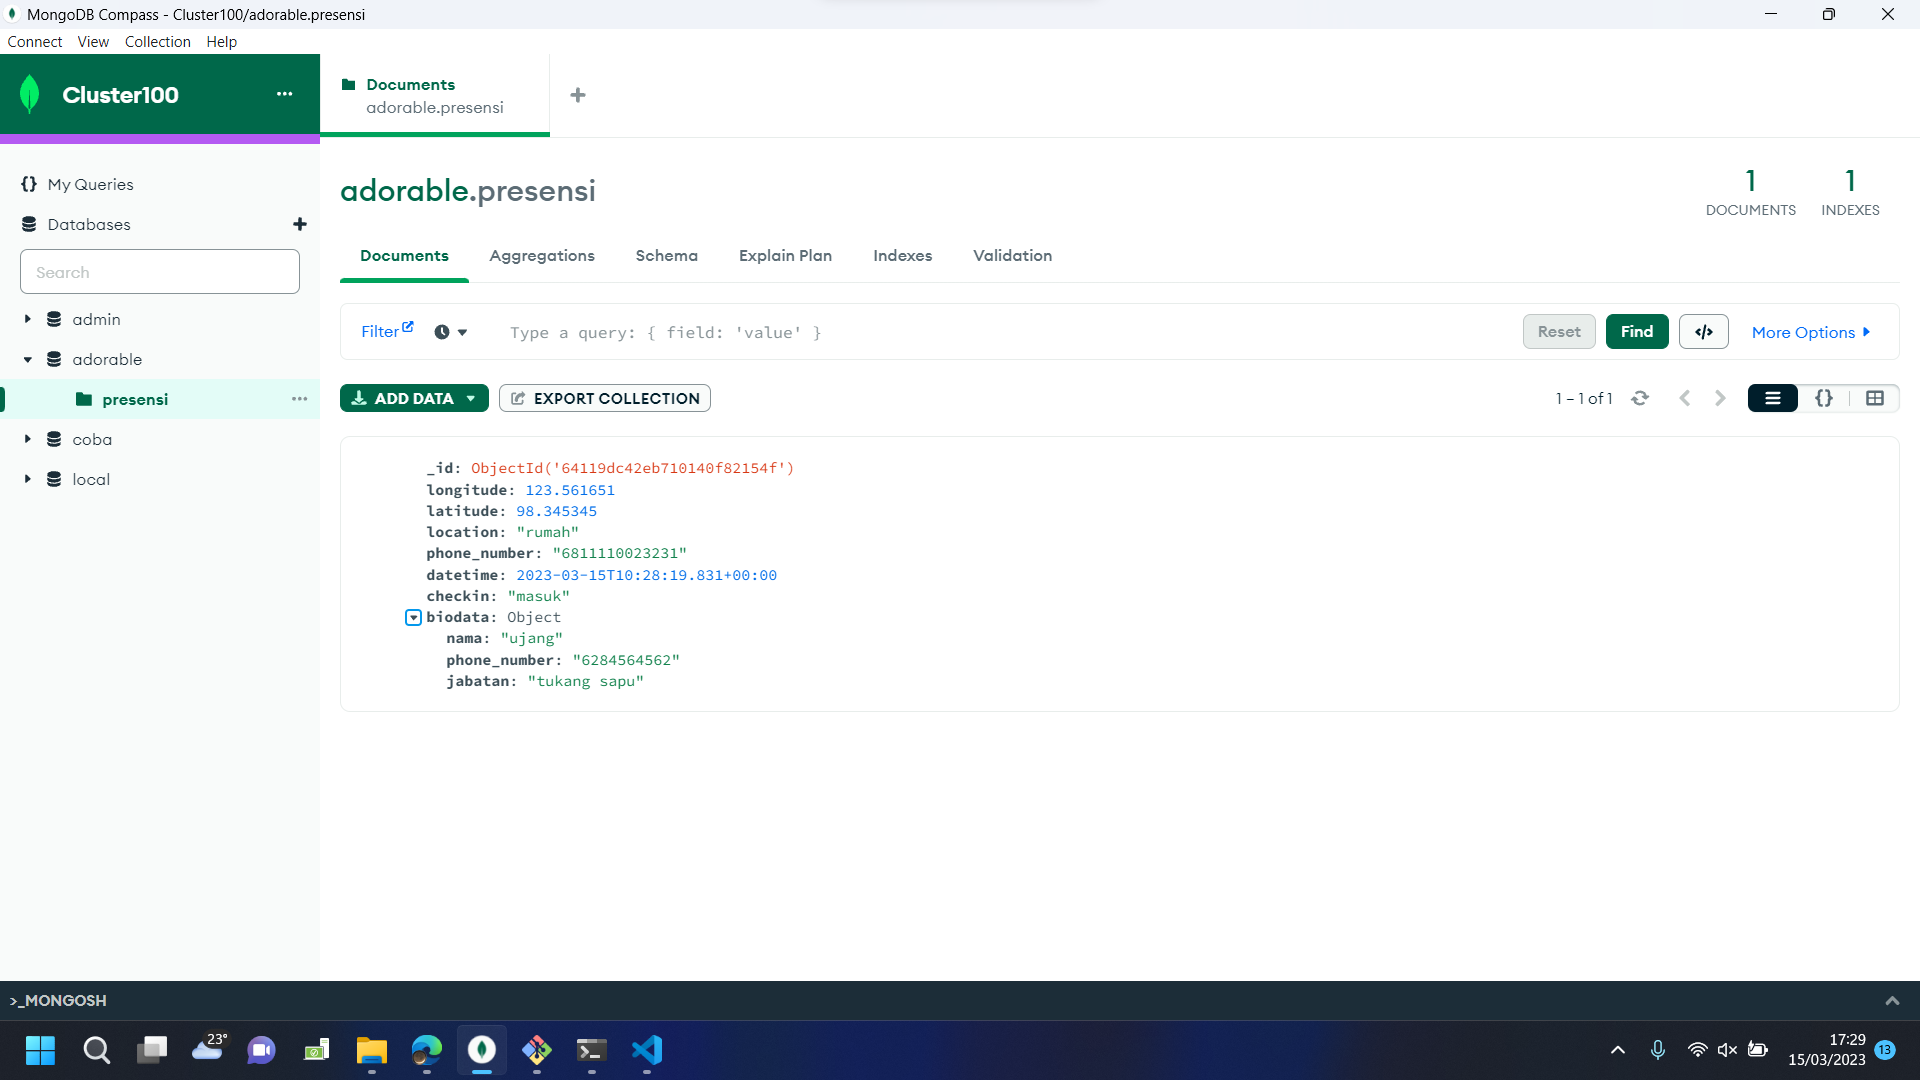 MongoDB Compass - Cluster100/adorable.presensi
Connect View Collection Help
Cluster100
Documents
adorable.presensi
My Queries
Databases
Search
admin
adorable
presensi
coba
local
adorable.presensi
1
DOCUMENTS
1
INDEXES
Documents Aggregations Schema Explain Plan Indexes Validation
Filter Type a query: { field: 'value' } Reset Find </> More Options
ADD DATA EXPORT COLLECTION 1 – 1 of 1 {}
_id: ObjectId('64119dc42eb710140f82154f')
longitude: 123.561651
latitude: 98.345345
location: "rumah"
phone_number: "6811110023231"
datetime: 2023-03-15T10:28:19.831+00:00
checkin: "masuk"
biodata: Object
nama: "ujang"
phone_number: "6284564562"
jabatan: "tukang sapu"
>_MONGOSH
23°
17:29
15/03/2023
13